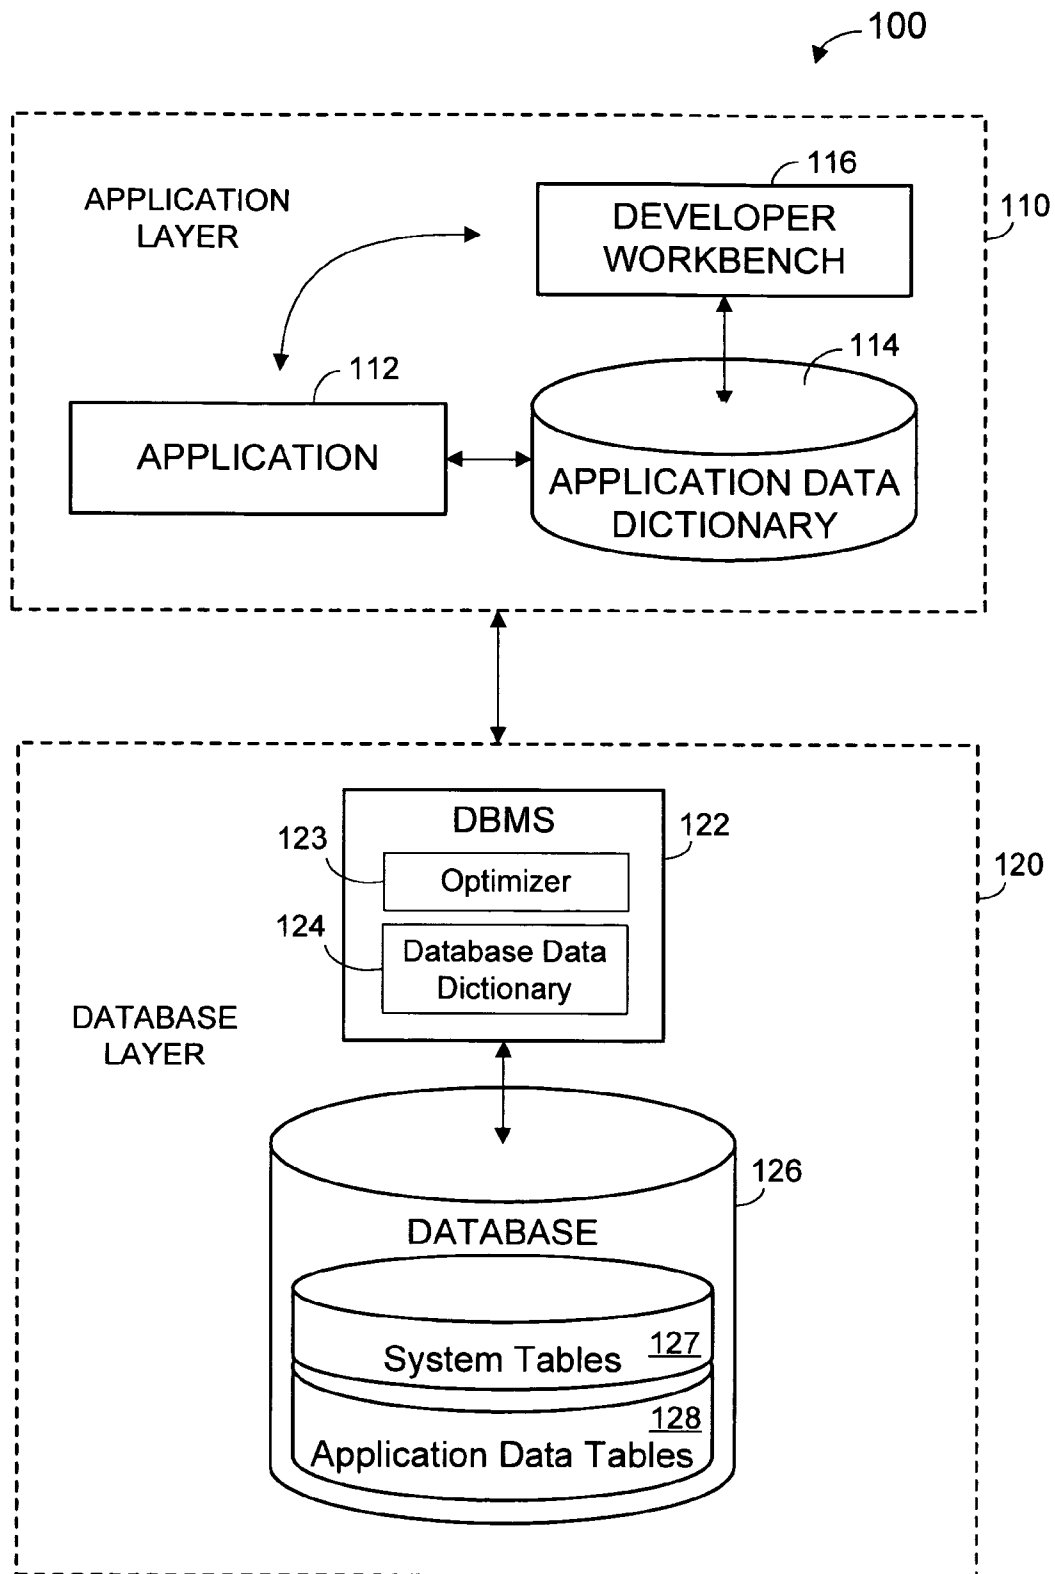 100
116
APPLICATION
LAYER
DEVELOPER
WORKBENCH
110
112
114
APPLICATION
APPLICATION DATA
DICTIONARY
DBMS
123
122
Optimizer
120
124
Database Data
Dictionary
DATABASE
LAYER
126
DATABASE
System Tables
127
128
Application Data Tables